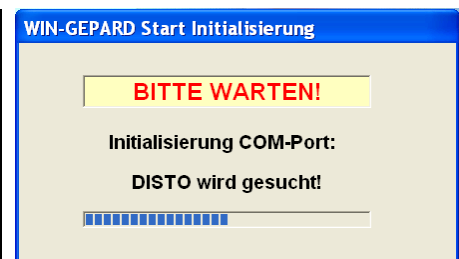 WIN-GEPARD Start Initialisierung
BITTE WARTEN!
Initialisierung COM-Port:
DISTO wird gesucht!